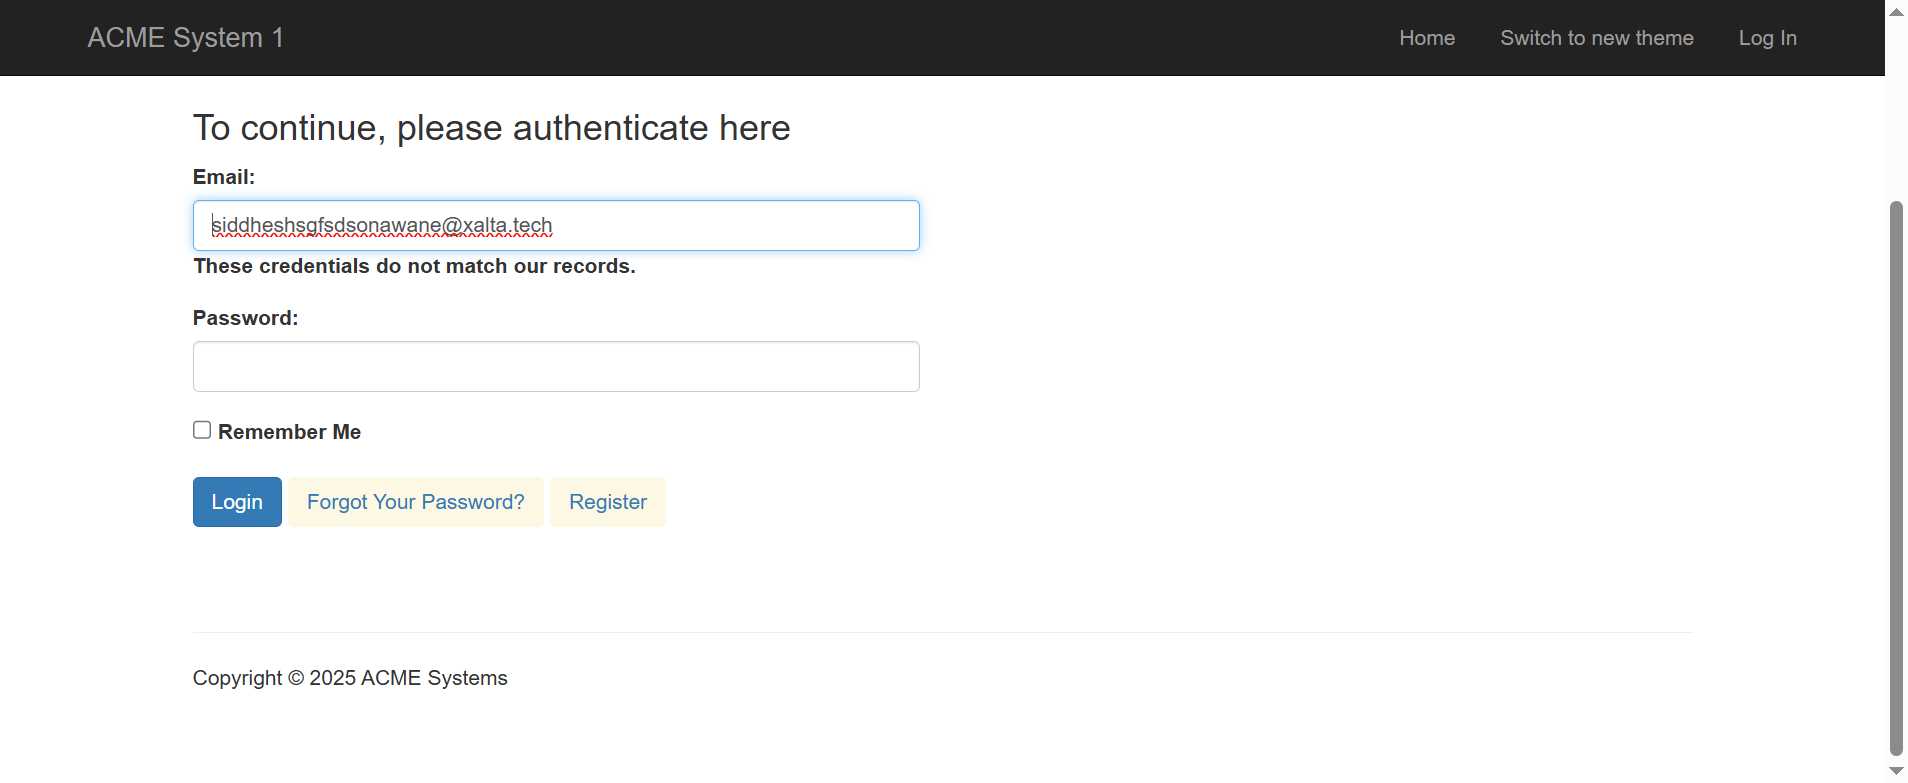 ACME System 1
Home Switch to new theme Log In
To continue, please authenticate here
Email:
siddheshsgfsdsonawane@xalta.tech
These credentials do not match our records.
Password:
Remember Me
Login Forgot Your Password? Register
Copyright © 2025 ACME Systems